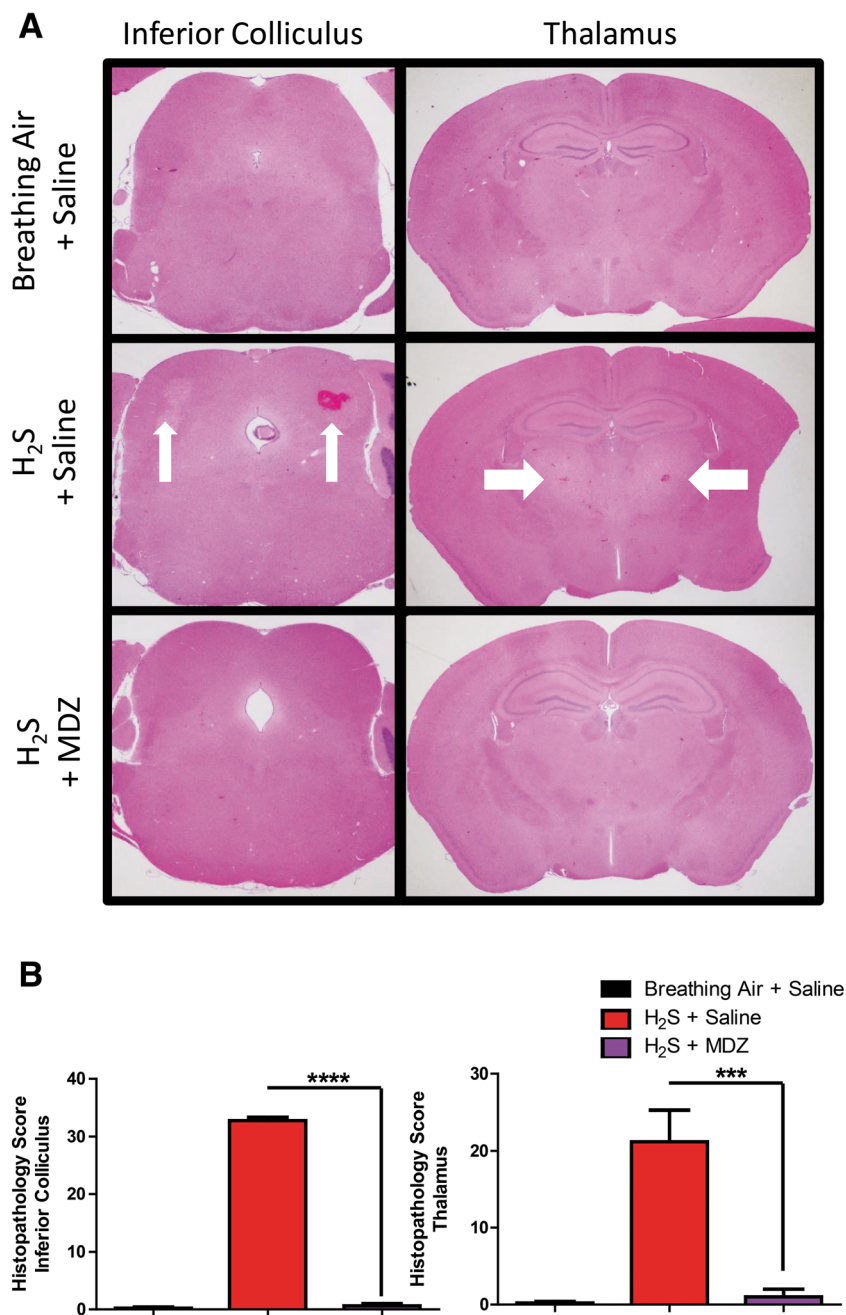 A
Inferior Colliculus
Thalamus
Breathing Air
+ Saline
H₂S
+ Saline
H₂S
+ MDZ
B
Breathing Air + Saline
H₂S + Saline
H₂S + MDZ
Histopathology Score
Inferior Colliculus
40
30
20
10
0
****
Histopathology Score
Thalamus
30
20
10
0
***